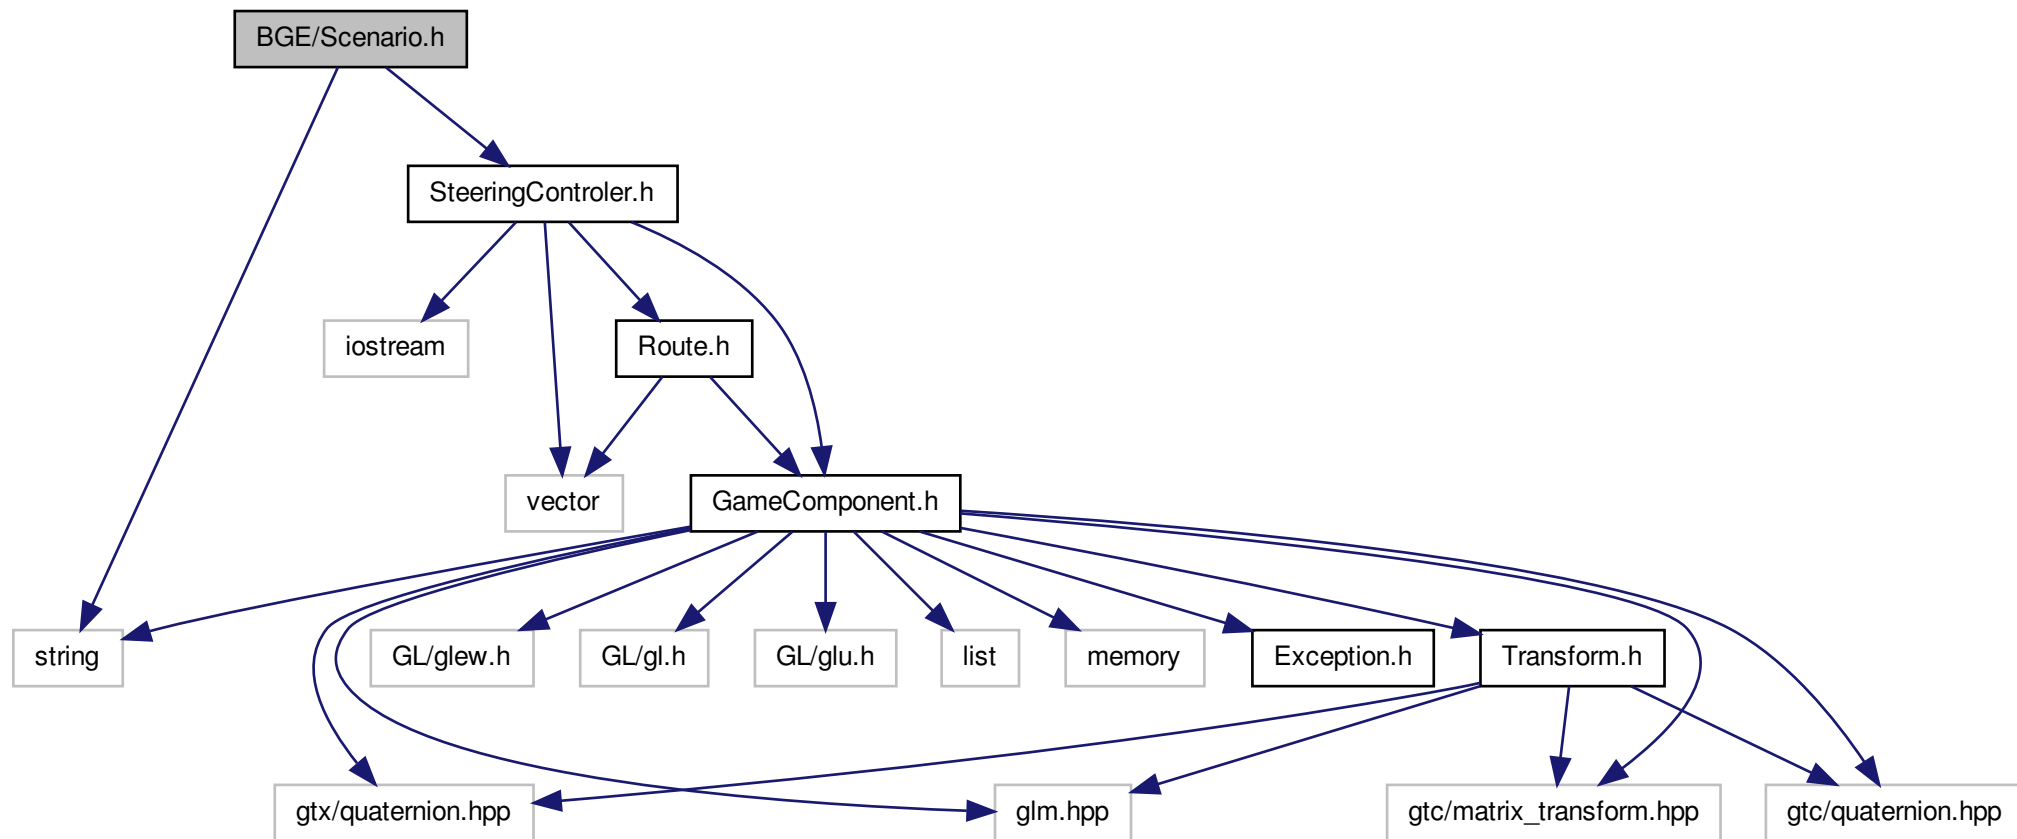 BGE/Scenario.h
SteeringControler.h
iostream
Route.h
vector
GameComponent.h
string
GL/glew.h
GL/gl.h
GL/glu.h
list
memory
Exception.h
Transform.h
gtx/quaternion.hpp
glm.hpp
gtc/matrix_transform.hpp
gtc/quaternion.hpp